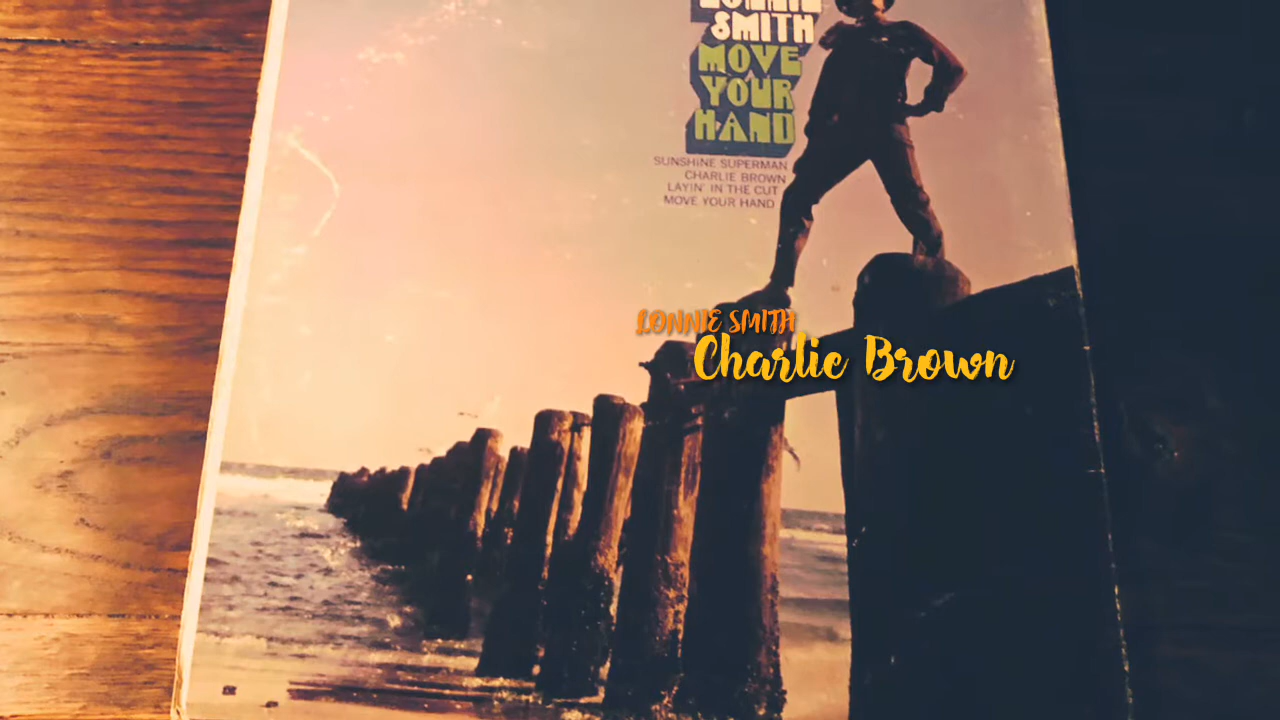 LONNIE
SMITH
MOVE
YOUR
HAND
SUNSHINE SUPERMAN
CHARLIE BROWN
LAYIN' IN THE CUT
MOVE YOUR HAND
LONNIE SMITH
Charlie Brown